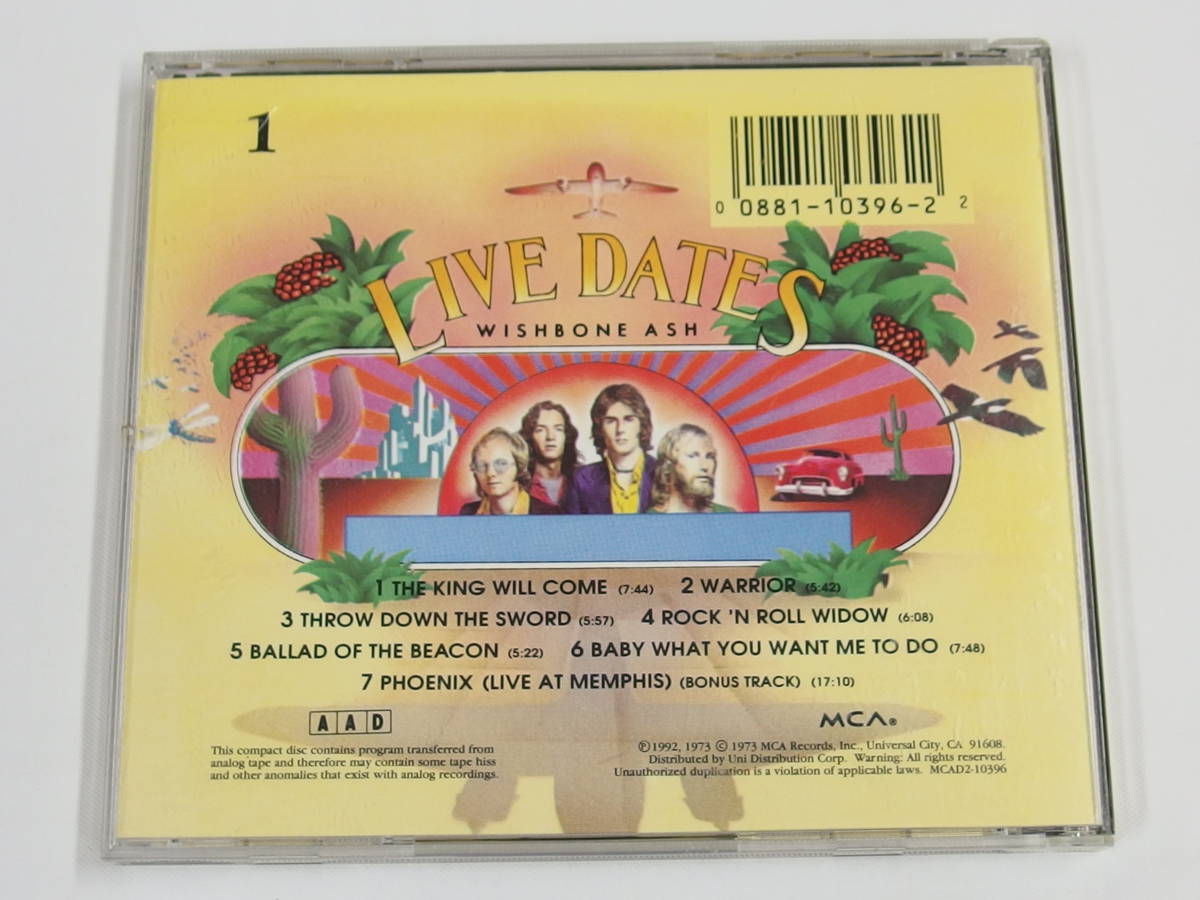 1
0 0881-10396-2 2
LIVE DATES
WISHBONE ASH
1 THE KING WILL COME (7:44) 2 WARRIOR (5:42)
3 THROW DOWN THE SWORD (5:57) 4 ROCK 'N ROLL WIDOW (6:08)
5 BALLAD OF THE BEACON (5:22) 6 BABY WHAT YOU WANT ME TO DO (7:48)
7 PHOENIX (LIVE AT MEMPHIS) (BONUS TRACK) (17:10)
AAD
MCA®
This compact disc contains program transferred from
analog tape and therefore may contain some tape hiss
and other anomalies that exist with analog recordings.
℗1992, 1973 © 1973 MCA Records, Inc., Universal City, CA 91608.
Distributed by Uni Distribution Corp. Warning: All rights reserved.
Unauthorized duplication is a violation of applicable laws. MCAD2-10396